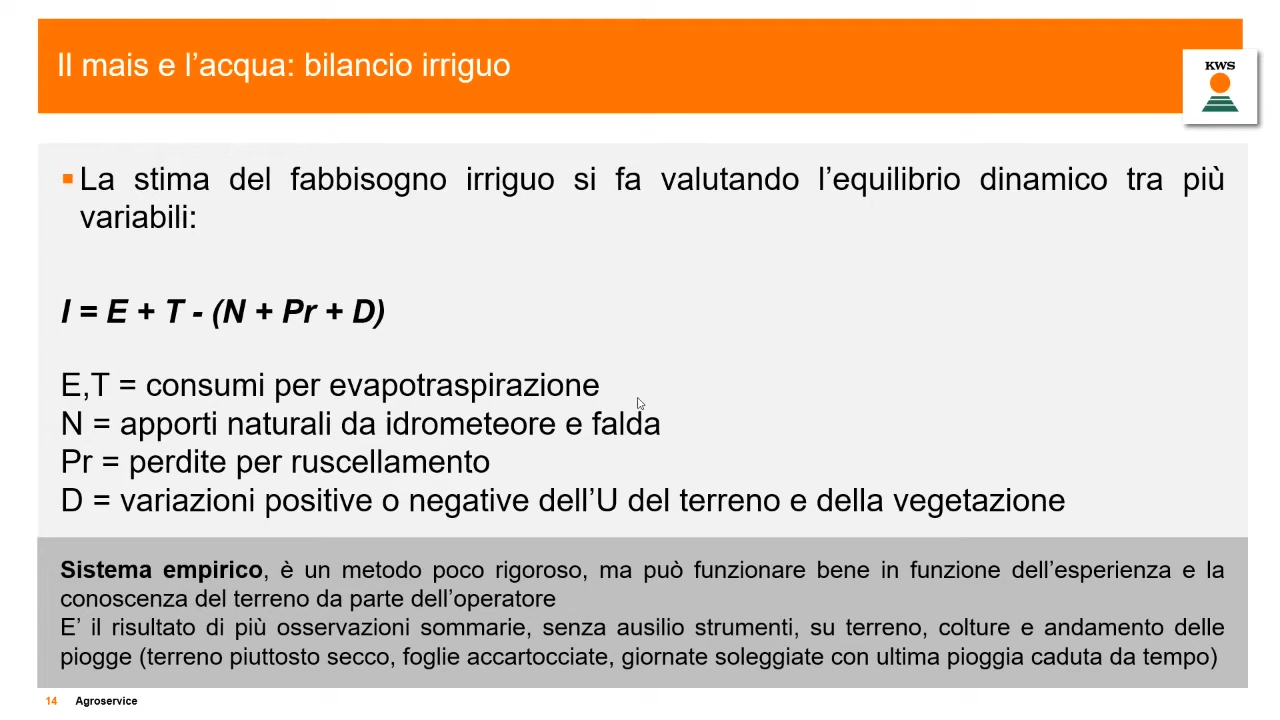 Il mais e l’acqua: bilancio irriguo
KWS
▪ La stima del fabbisogno irriguo si fa valutando l’equilibrio dinamico tra più
variabili:
I = E + T - (N + Pr + D)
E,T = consumi per evapotraspirazione
N = apporti naturali da idrometeore e falda
Pr = perdite per ruscellamento
D = variazioni positive o negative dell’U del terreno e della vegetazione
Sistema empirico, è un metodo poco rigoroso, ma può funzionare bene in funzione dell’esperienza e la
conoscenza del terreno da parte dell’operatore
E’ il risultato di più osservazioni sommarie, senza ausilio strumenti, su terreno, colture e andamento delle
piogge (terreno piuttosto secco, foglie accartocciate, giornate soleggiate con ultima pioggia caduta da tempo)
14 Agroservice